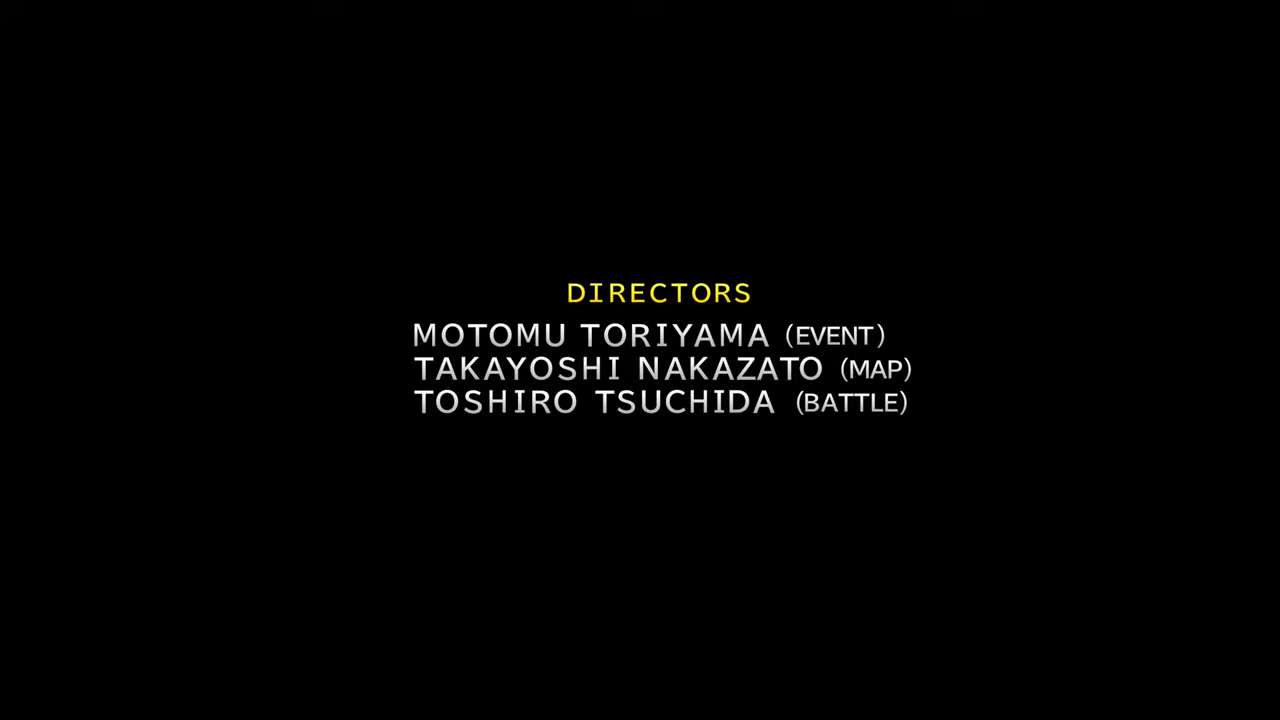 DIRECTORS
MOTOMU TORIYAMA (EVENT)
TAKAYOSHI NAKAZATO (MAP)
TOSHIRO TSUCHIDA (BATTLE)